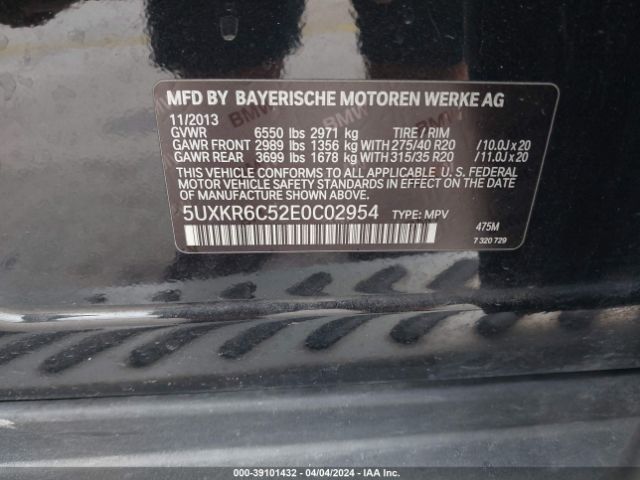 MFD BY BAYERISCHE MOTOREN WERKE AG
11/2013
GVWR 6550 lbs 2971 kg TIRE / RIM
GAWR FRONT 2989 lbs 1356 kg WITH 275/40 R20 /10.0J x 20
GAWR REAR 3699 lbs 1678 kg WITH 315/35 R20 /11.0J x 20
THIS VEHICLE CONFORMS TO ALL APPLICABLE FEDERAL
MOTOR VEHICLE SAFETY STANDARDS IN EFFECT ON THE DATE OF
MANUFACTURE SHOWN ABOVE.
5UXKR6C52E0C02954 TYPE: MPV
475M
7 320 729
000-39101432 - 04/04/2024 - IAA Inc.